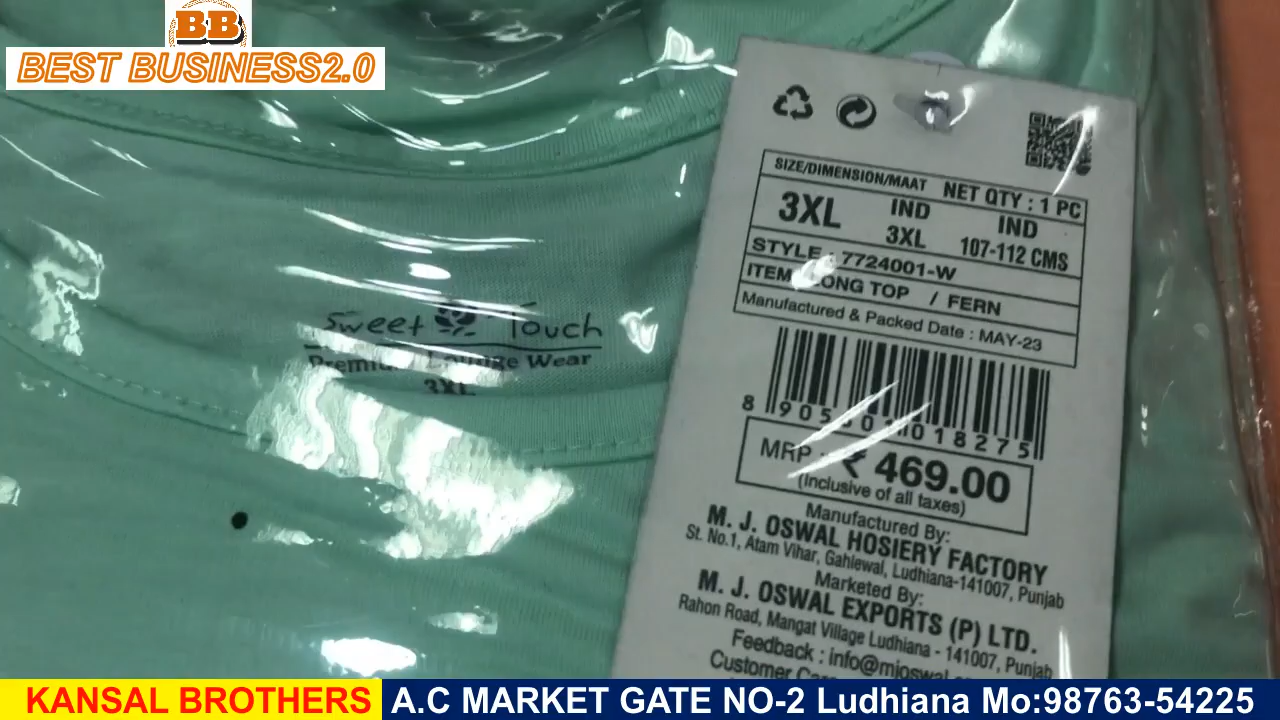 BB
BEST BUSINESS2.0
Sweet Touch
Premium Lounge Wear
3XL
SIZE/DIMENSION/MAAT NET QTY : 1 PC
3XL IND 3XL IND 107-112 CMS
STYLE : 7724001-W
ITEM LONG TOP / FERN
Manufactured & Packed Date : MAY-23
018275
MRP : ₹ 469.00
(Inclusive of all taxes)
Manufactured By:
M. J. OSWAL HOSIERY FACTORY
St. No.1, Atam Vihar, Gahlewal, Ludhiana-141007, Punjab
Marketed By:
M. J. OSWAL EXPORTS (P) LTD.
Rahon Road, Mangat Village Ludhiana - 141007, Punjab
Feedback :
Customer
KANSAL BROTHERS A.C MARKET GATE NO-2 Ludhiana Mo:98763-54225